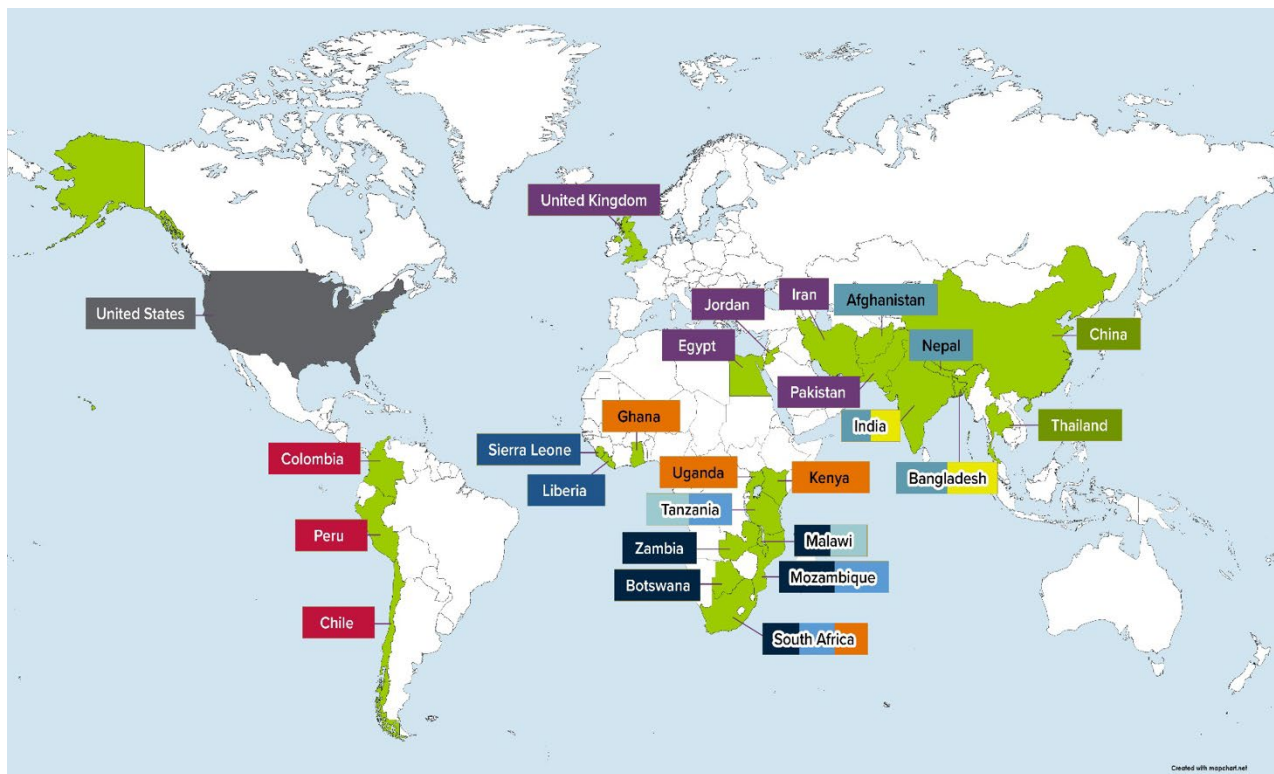 United Kingdom
United States
Jordan
Iran
Afghanistan
Egypt
Nepal
China
Pakistan
Ghana
India
Thailand
Sierra Leone
Colombia
Uganda
Kenya
Bangladesh
Liberia
Tanzania
Peru
Zambia
Malawi
Botswana
Mozambique
Chile
South Africa
Created with mapchart.net